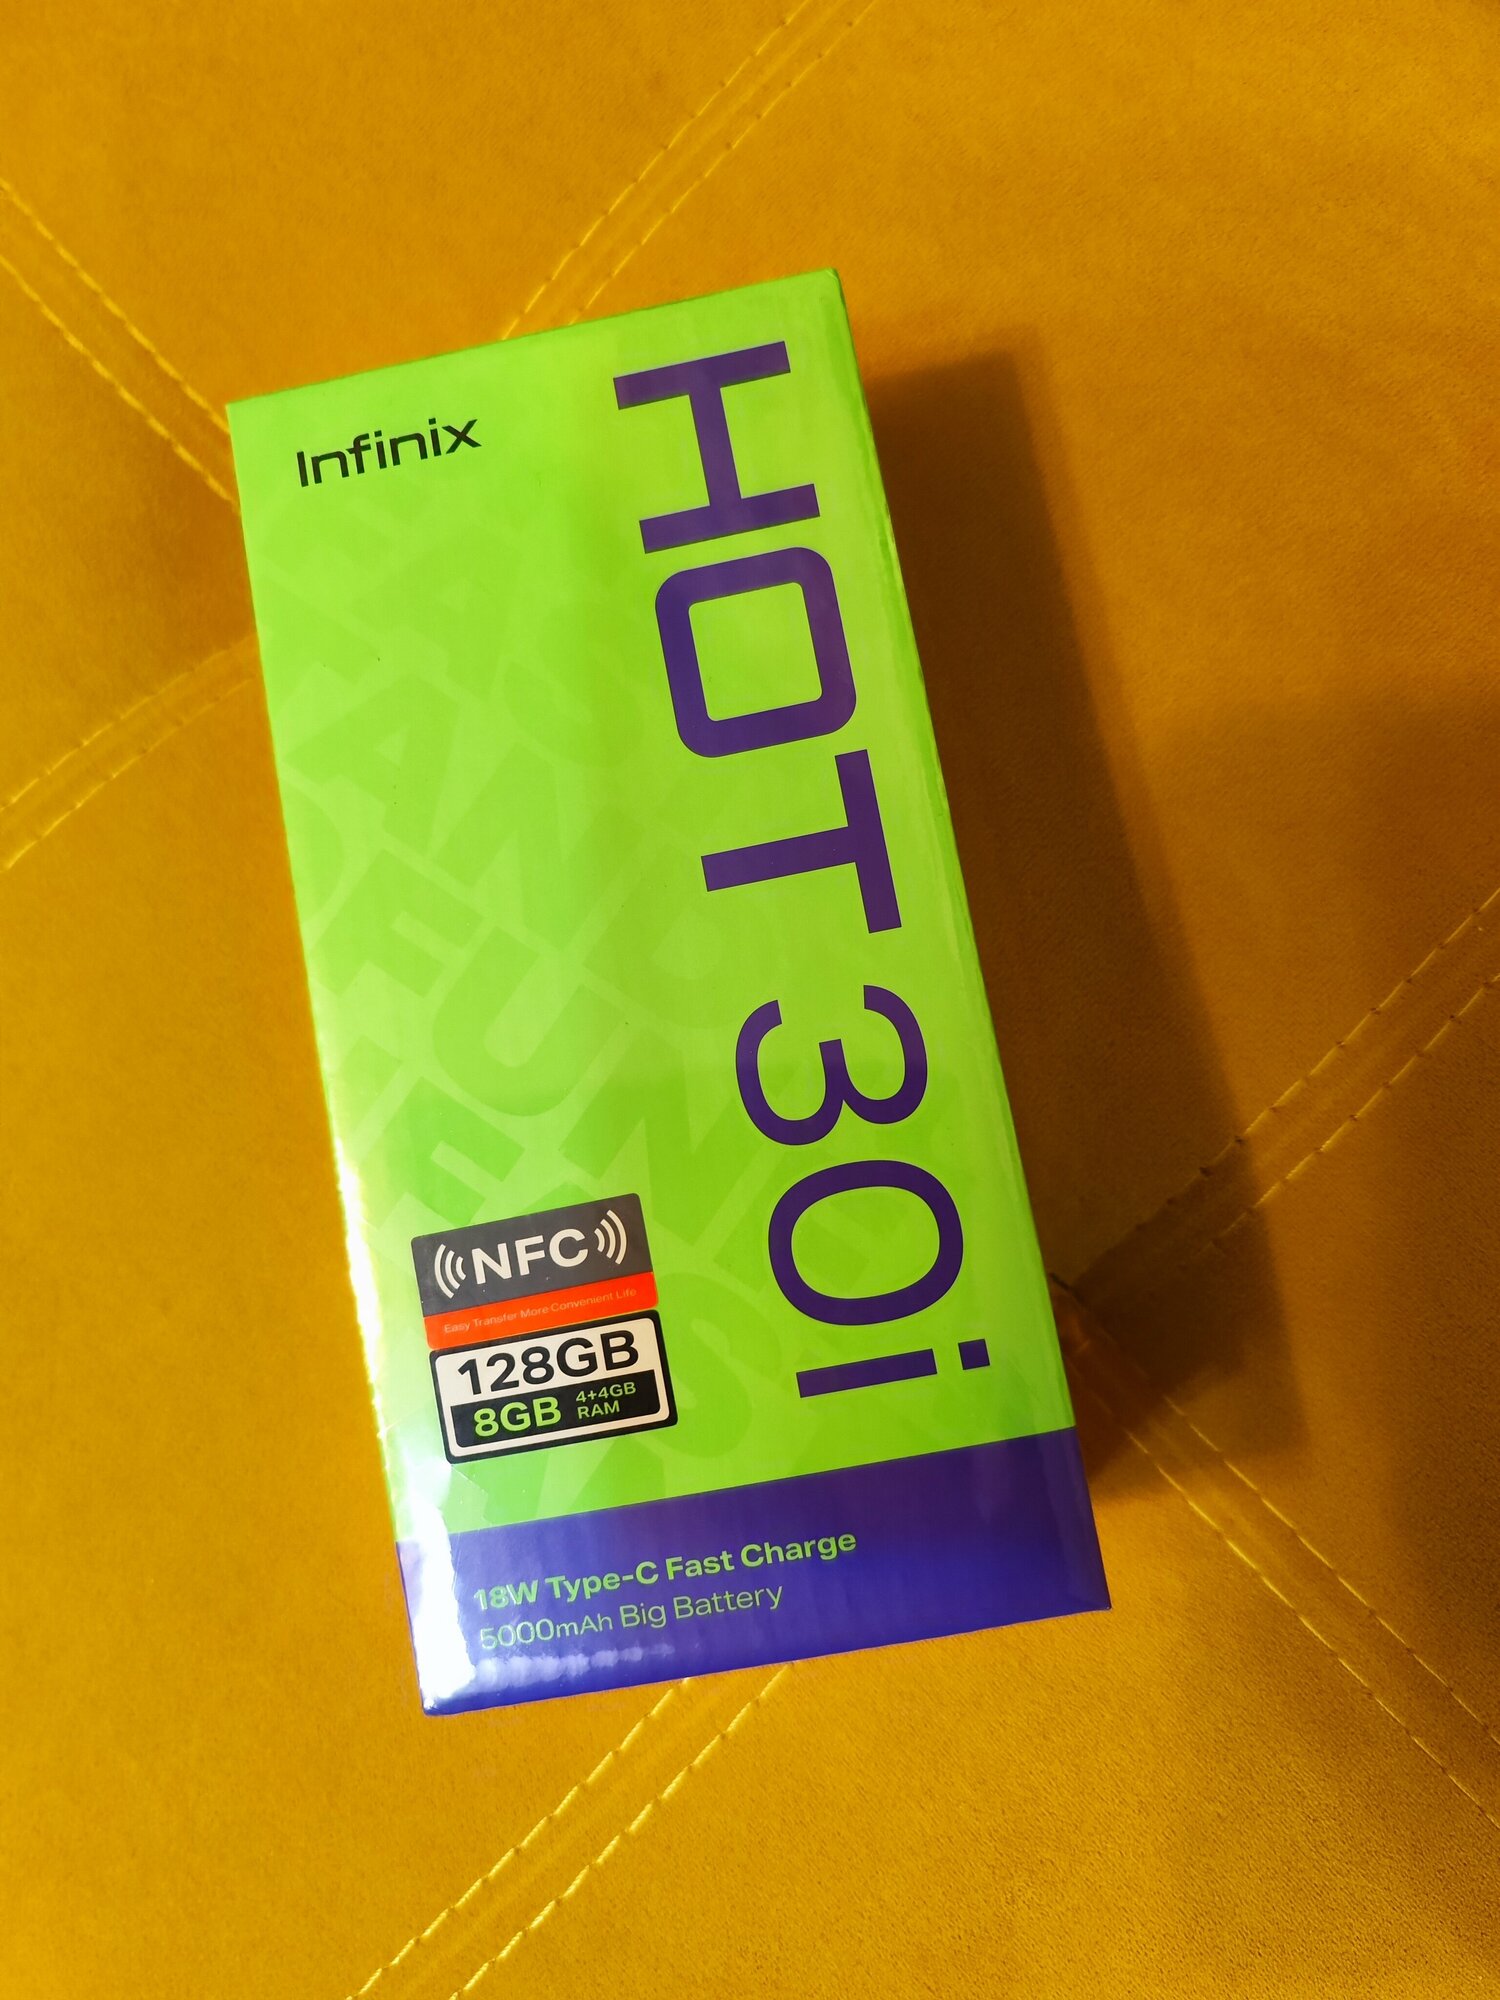 Infinix
HOT 30i
NFC
Easy Transfer More Convenient Life
128GB
8GB 4+4GB RAM
18W Type-C Fast Charge
5000mAh Big Battery